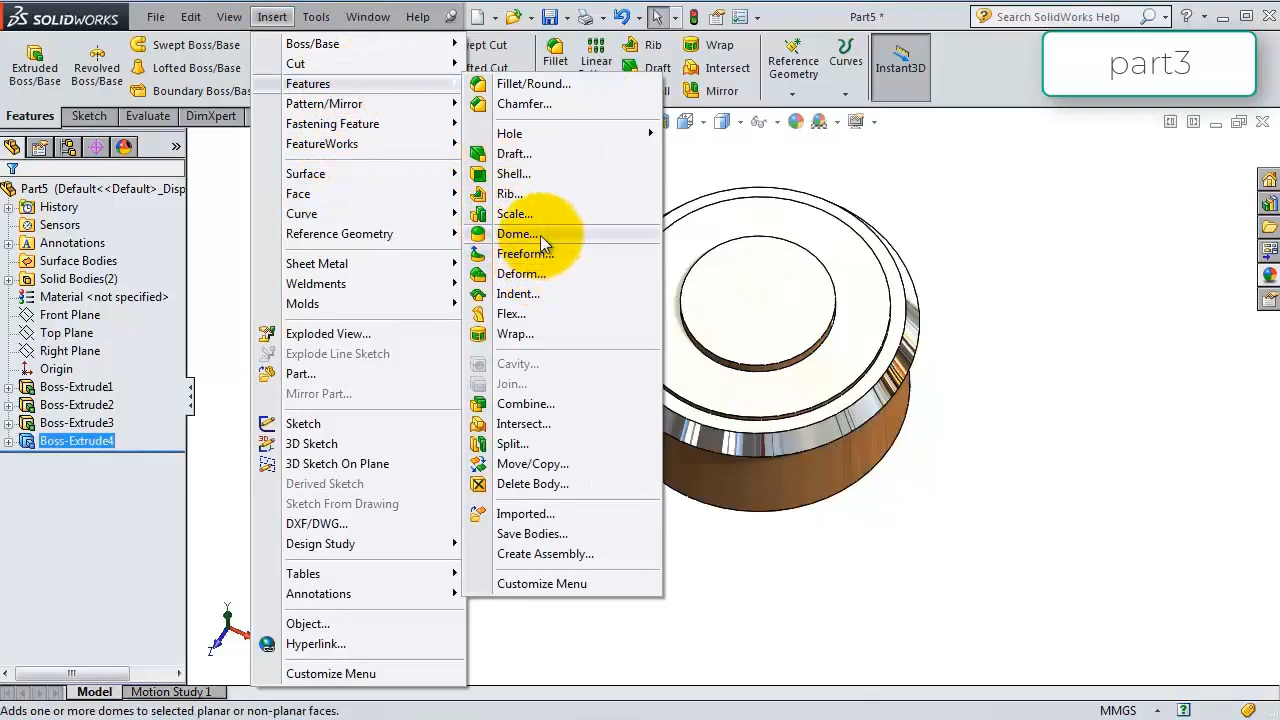 SOLIDWORKS
File Edit View Insert Tools Window Help
Part5 *
Search SolidWorks Help
part3
Extruded
Boss/Base
Revolved
Boss/Base
Swept Boss/Base
Lofted Boss/Base
Boundary Boss/Base
Fillet
Linear
Rib
Draft
Wrap
Intersect
Mirror
Reference
Geometry
Curves
Instant3D
Features Sketch Evaluate DimXpert
Part5 (Default<<Default>_Disp
History
Sensors
Annotations
Surface Bodies
Solid Bodies(2)
Material <not specified>
Front Plane
Top Plane
Right Plane
Origin
Boss-Extrude1
Boss-Extrude2
Boss-Extrude3
Boss-Extrude4
Boss/Base
Cut
Features
Pattern/Mirror
Fastening Feature
FeatureWorks
Surface
Face
Curve
Reference Geometry
Sheet Metal
Weldments
Molds
Exploded View...
Explode Line Sketch
Part...
Mirror Part...
Sketch
3D Sketch
3D Sketch On Plane
Derived Sketch
Sketch From Drawing
DXF/DWG...
Design Study
Tables
Annotations
Object...
Hyperlink...
Customize Menu
Fillet/Round...
Chamfer...
Hole
Draft...
Shell...
Rib...
Scale...
Dome...
Freeform...
Deform...
Indent...
Flex...
Wrap...
Cavity...
Join...
Combine...
Intersect...
Split...
Move/Copy...
Delete Body...
Imported...
Save Bodies...
Create Assembly...
Customize Menu
Y
Z
Model Motion Study 1
Adds one or more domes to selected planar or non-planar faces.
MMGS